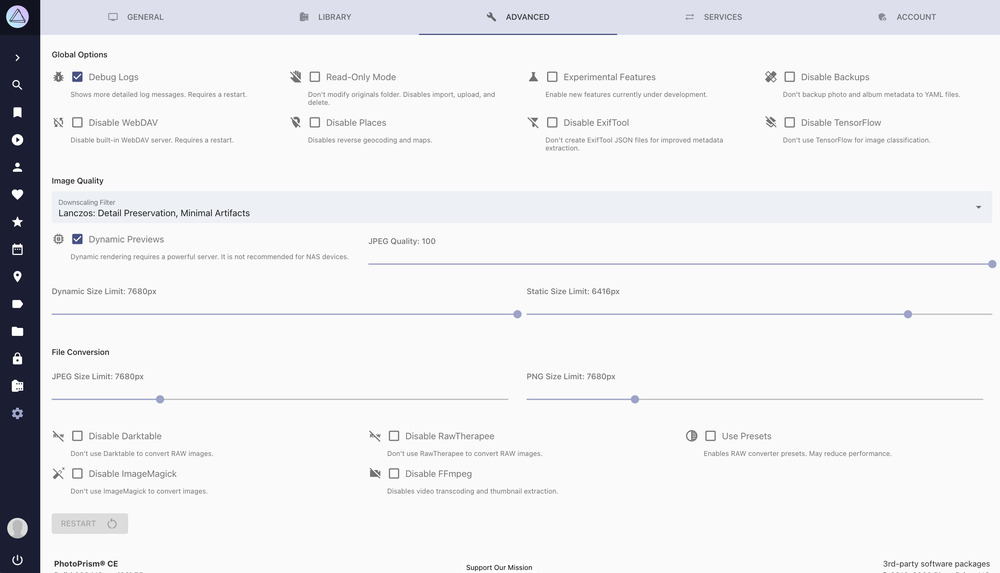 GENERAL
LIBRARY
ADVANCED
SERVICES
ACCOUNT
Global Options
Debug Logs
Shows more detailed log messages. Requires a restart.
Read-Only Mode
Don't modify originals folder. Disables import, upload, and
delete.
Experimental Features
Enable new features currently under development.
Disable Backups
Don't backup photo and album metadata to YAML files.
Disable WebDAV
Disable built-in WebDAV server. Requires a restart.
Disable Places
Disables reverse geocoding and maps.
Disable ExifTool
Don't create ExifTool JSON files for improved metadata
extraction.
Disable TensorFlow
Don't use TensorFlow for image classification.
Image Quality
Downscaling Filter
Lanczos: Detail Preservation, Minimal Artifacts
Dynamic Previews
Dynamic rendering requires a powerful server. It is not recommended for NAS devices.
JPEG Quality: 100
Dynamic Size Limit: 7680px
Static Size Limit: 6416px
File Conversion
JPEG Size Limit: 7680px
PNG Size Limit: 7680px
Disable Darktable
Don't use Darktable to convert RAW images.
Disable RawTherapee
Don't use RawTherapee to convert RAW images.
Use Presets
Enables RAW converter presets. May reduce performance.
Disable ImageMagick
Don't use ImageMagick to convert images.
Disable FFmpeg
Disables video transcoding and thumbnail extraction.
RESTART
PhotoPrism® CE
Support Our Mission
3rd-party software packages